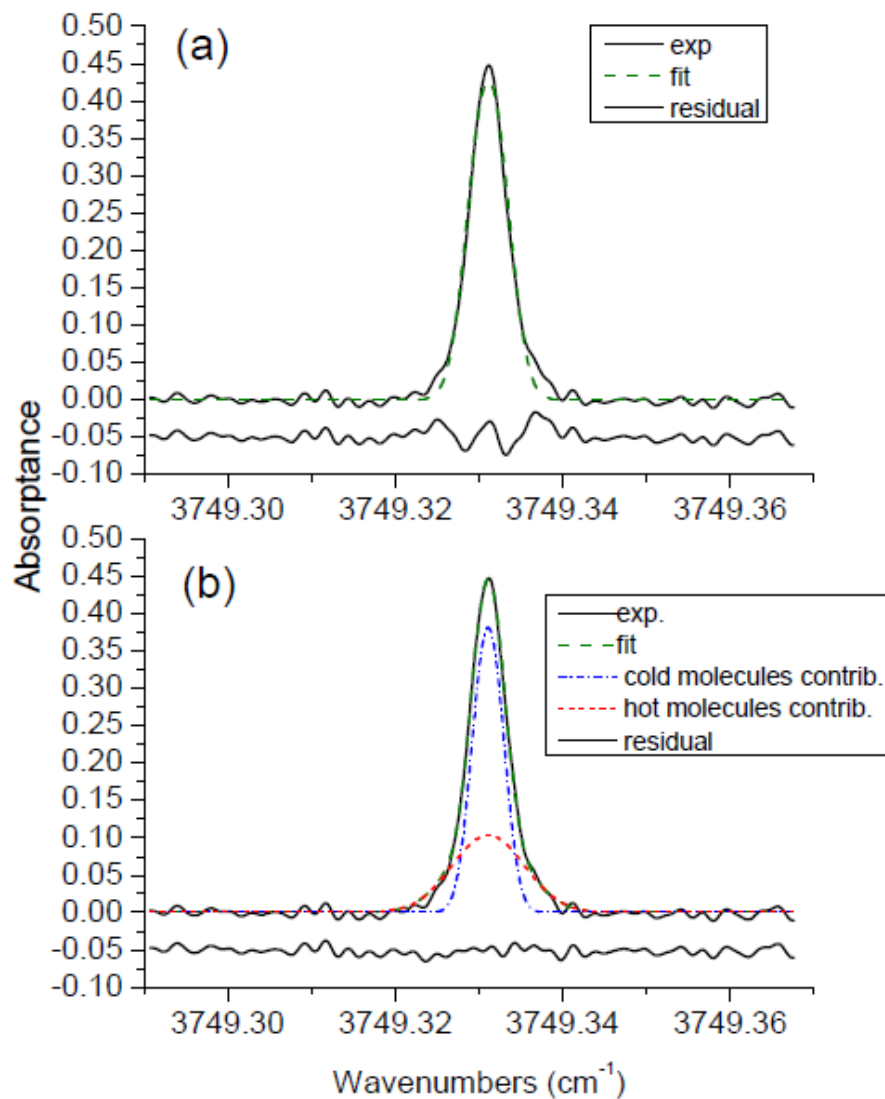 (a)
exp
fit
residual
0.50
0.45
0.40
0.35
0.30
0.25
0.20
0.15
0.10
0.05
0.00
-0.05
-0.10
3749.30 3749.32 3749.34 3749.36
Absorptance
(b)
exp.
fit
cold molecules contrib.
hot molecules contrib.
residual
0.50
0.45
0.40
0.35
0.30
0.25
0.20
0.15
0.10
0.05
0.00
-0.05
-0.10
3749.30 3749.32 3749.34 3749.36
Wavenumbers (cm⁻¹)